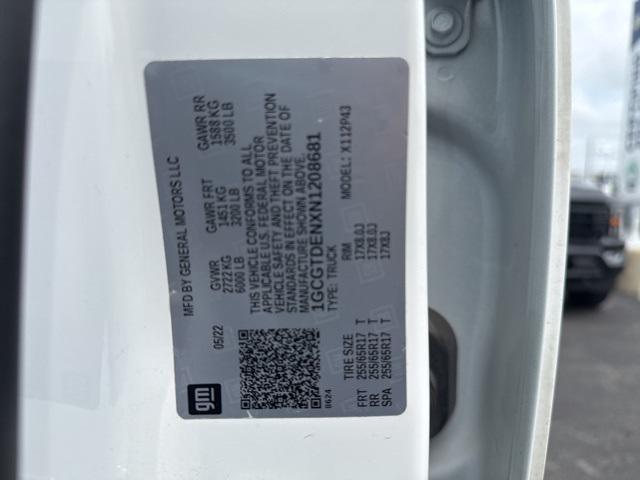 gm
MFD BY GENERAL MOTORS LLC
05/22
GVWR GAWR FRT GAWR RR
2722 KG 1451 KG 1588 KG
6000 LB 3200 LB 3500 LB
THIS VEHICLE CONFORMS TO ALL
APPLICABLE U.S. FEDERAL MOTOR
VEHICLE SAFETY AND THEFT PREVENTION
STANDARDS IN EFFECT ON THE DATE OF
MANUFACTURE SHOWN ABOVE.
1GCGTDENXN1208681
TYPE: TRUCK MODEL: X112P43
0624
TIRE SIZE RIM
FRT 255/65R17 T 17X8.0J
RR 255/65R17 T 17X8.0J
SPA 255/65R17 T 17X8J